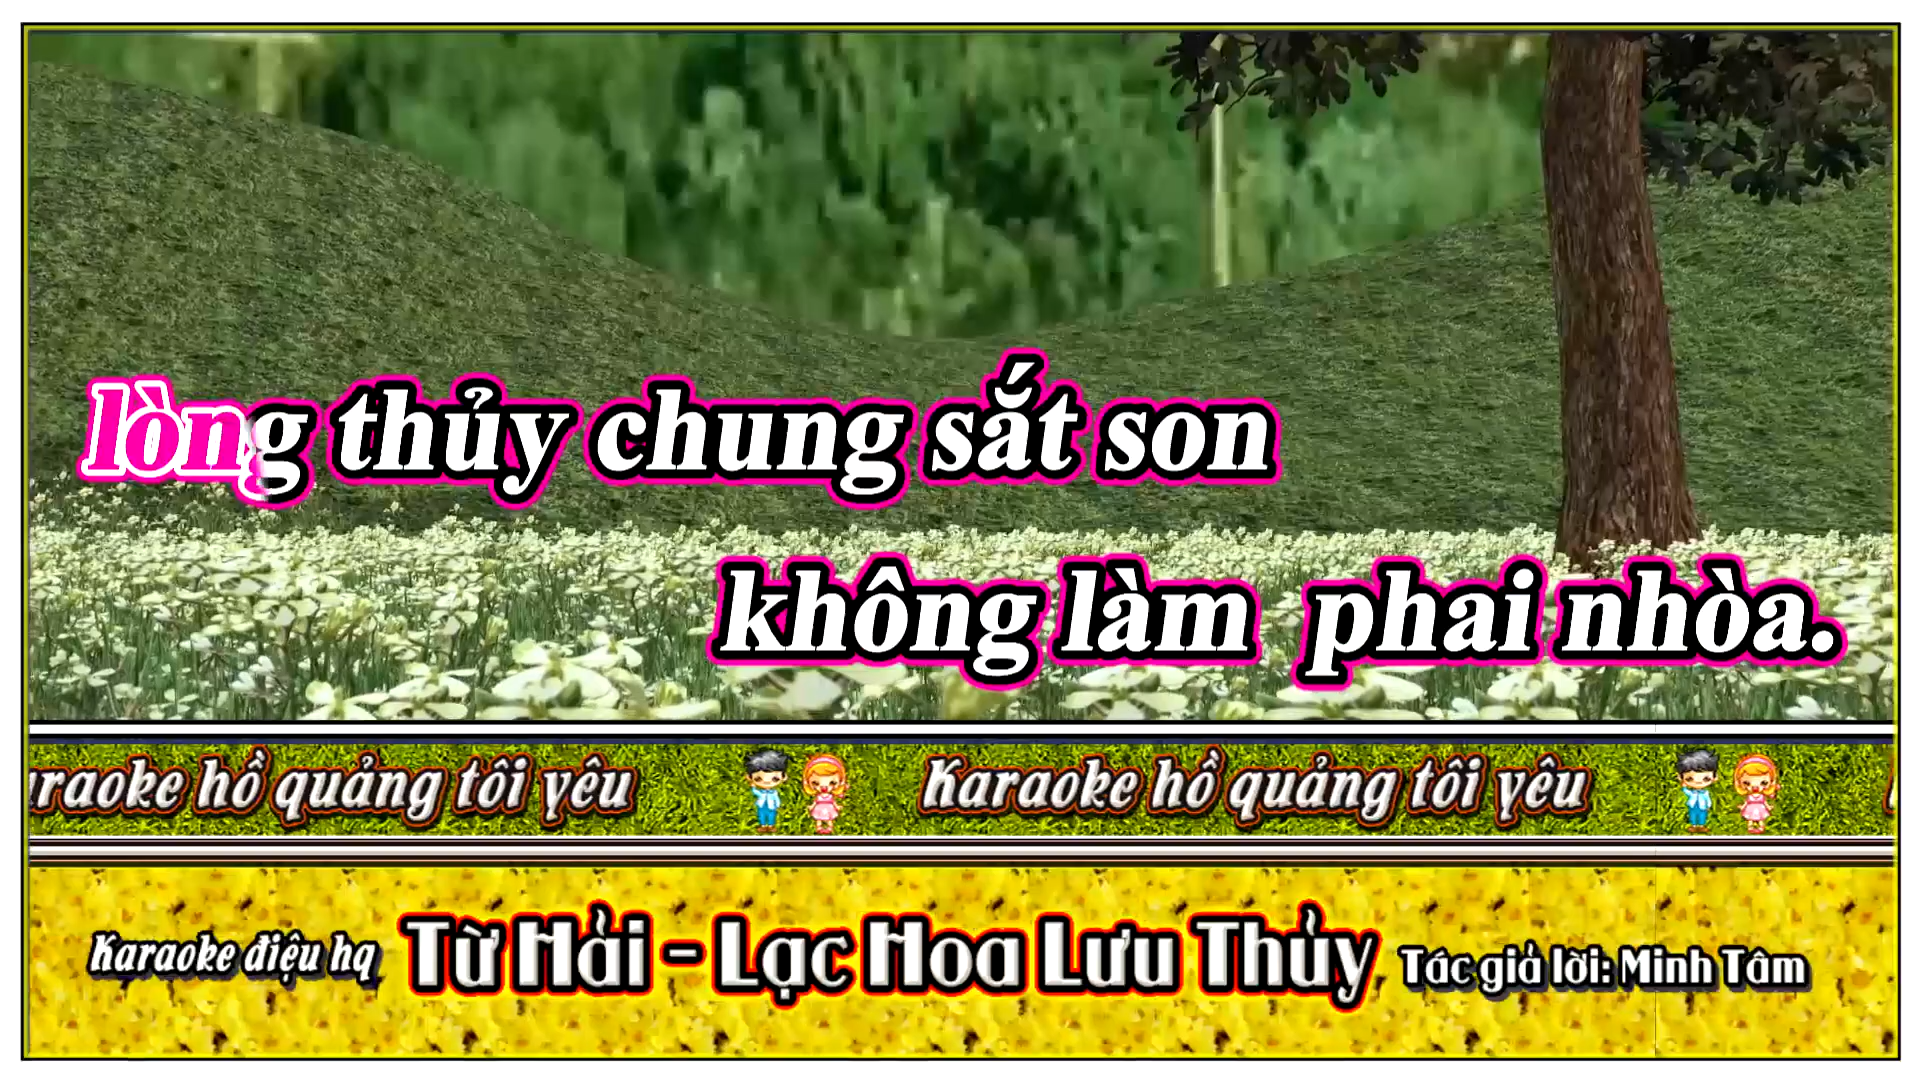 lòng thủy chung sắt son
không làm phai nhòa.
raoke hồ quảng tôi yêu Karaoke hồ quảng tôi yêu
Karaoke điệu hq Từ Hải - Lạc Hoa Lưu Thủy Tác giả lời: Minh Tâm